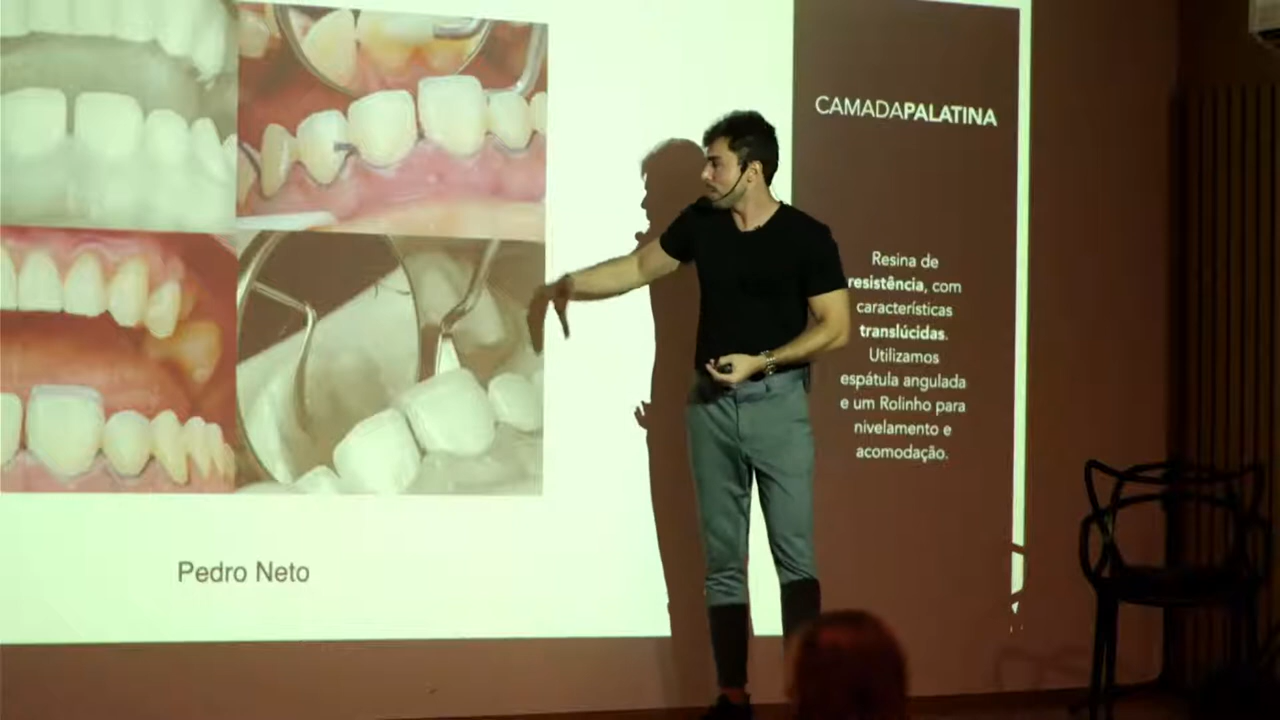 CAMADAPALATINA
Resina de
resistência, com
características
translúcidas.
Utilizamos
espátula angulada
e um Rolinho para
nivelamento e
acomodação.
Pedro Neto